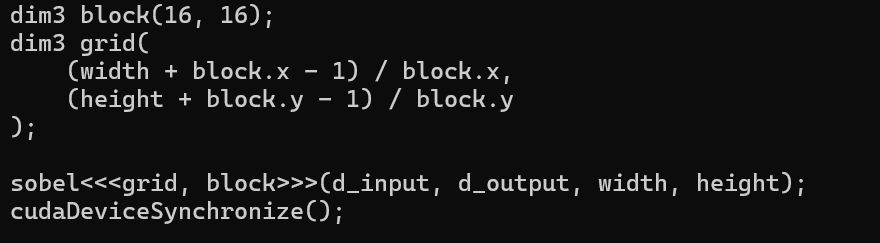 dim3 block(16, 16);
dim3 grid(
    (width + block.x - 1) / block.x,
    (height + block.y - 1) / block.y
);

sobel<<<grid, block>>>(d_input, d_output, width, height);
cudaDeviceSynchronize();